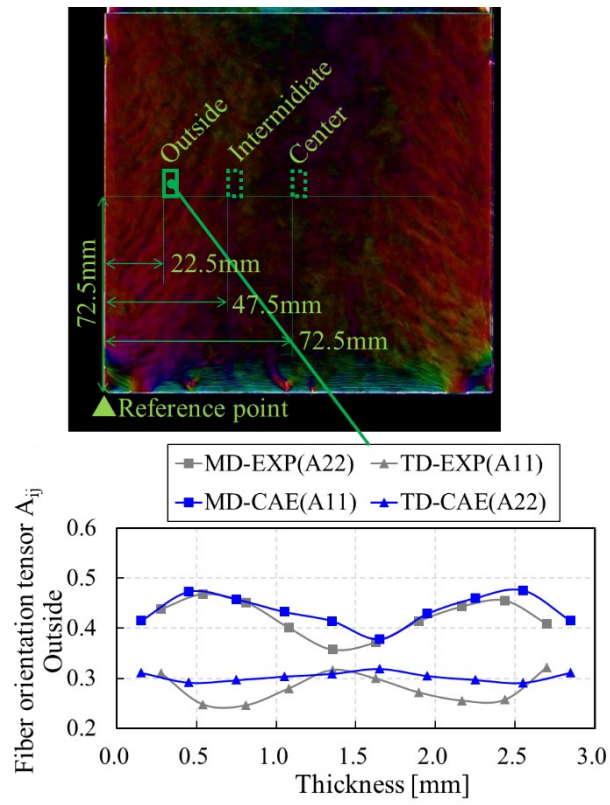 Outside
Intermidiate
Center
72.5mm
22.5mm
47.5mm
72.5mm
▲Reference point
MD-EXP(A22) TD-EXP(A11)
MD-CAE(A11) TD-CAE(A22)
Fiber orientation tensor Aij
Outside
0.6
0.5
0.4
0.3
0.2
0.0 0.5 1.0 1.5 2.0 2.5 3.0
Thickness [mm]